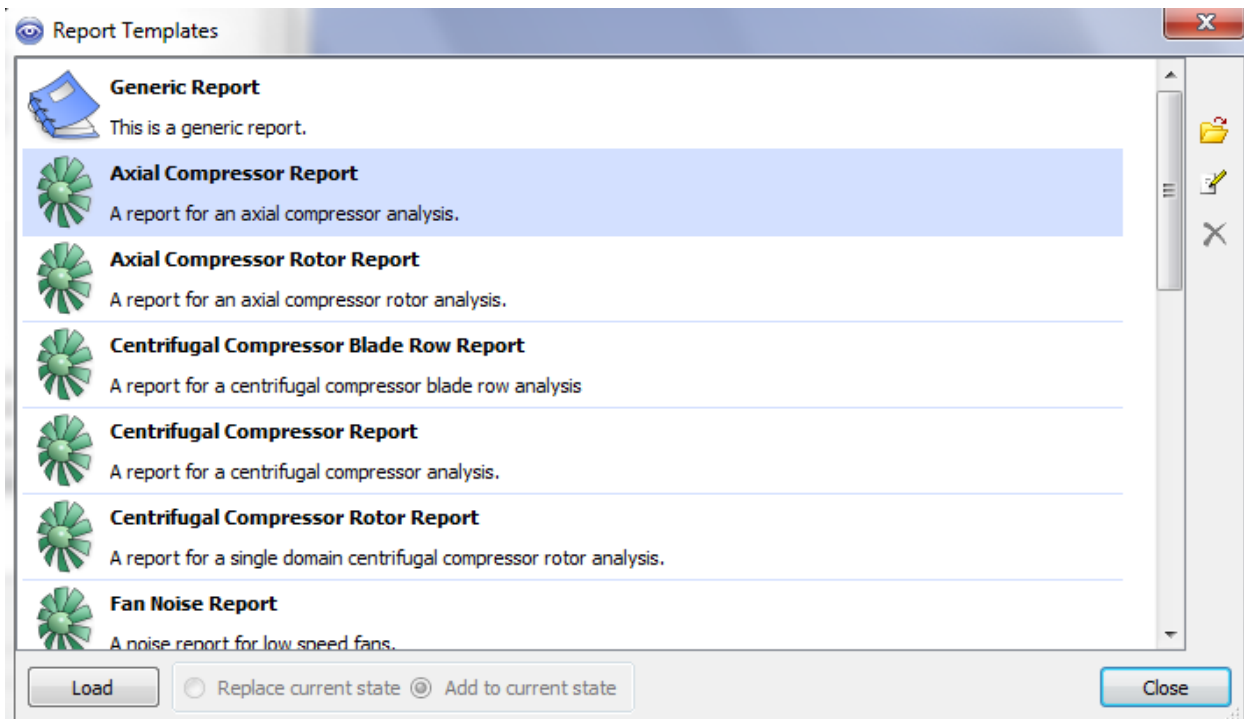 Report Templates
Generic Report
This is a generic report.
Axial Compressor Report
A report for an axial compressor analysis.
Axial Compressor Rotor Report
A report for an axial compressor rotor analysis.
Centrifugal Compressor Blade Row Report
A report for a centrifugal compressor blade row analysis
Centrifugal Compressor Report
A report for a centrifugal compressor analysis.
Centrifugal Compressor Rotor Report
A report for a single domain centrifugal compressor rotor analysis.
Fan Noise Report
A noise report for low speed fans.
Load Replace current state Add to current state Close